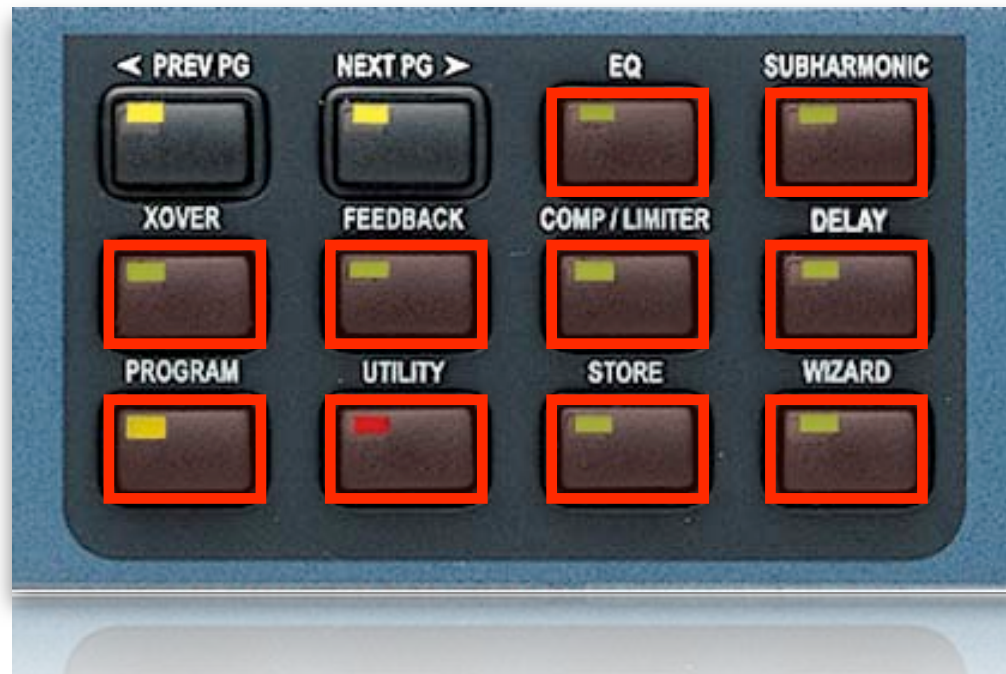 < PREV PG NEXT PG > EQ SUBHARMONIC
XOVER FEEDBACK COMP / LIMITER DELAY
PROGRAM UTILITY STORE WIZARD